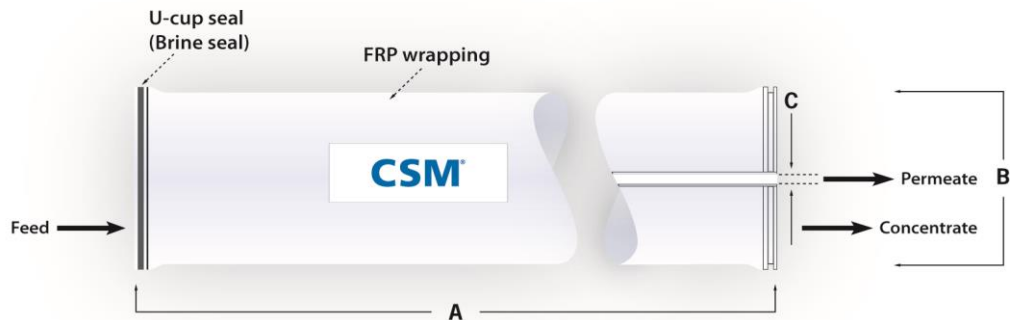 U-cup seal
(Brine seal)
FRP wrapping
C
CSM®
Permeate
B
Feed
Concentrate
A